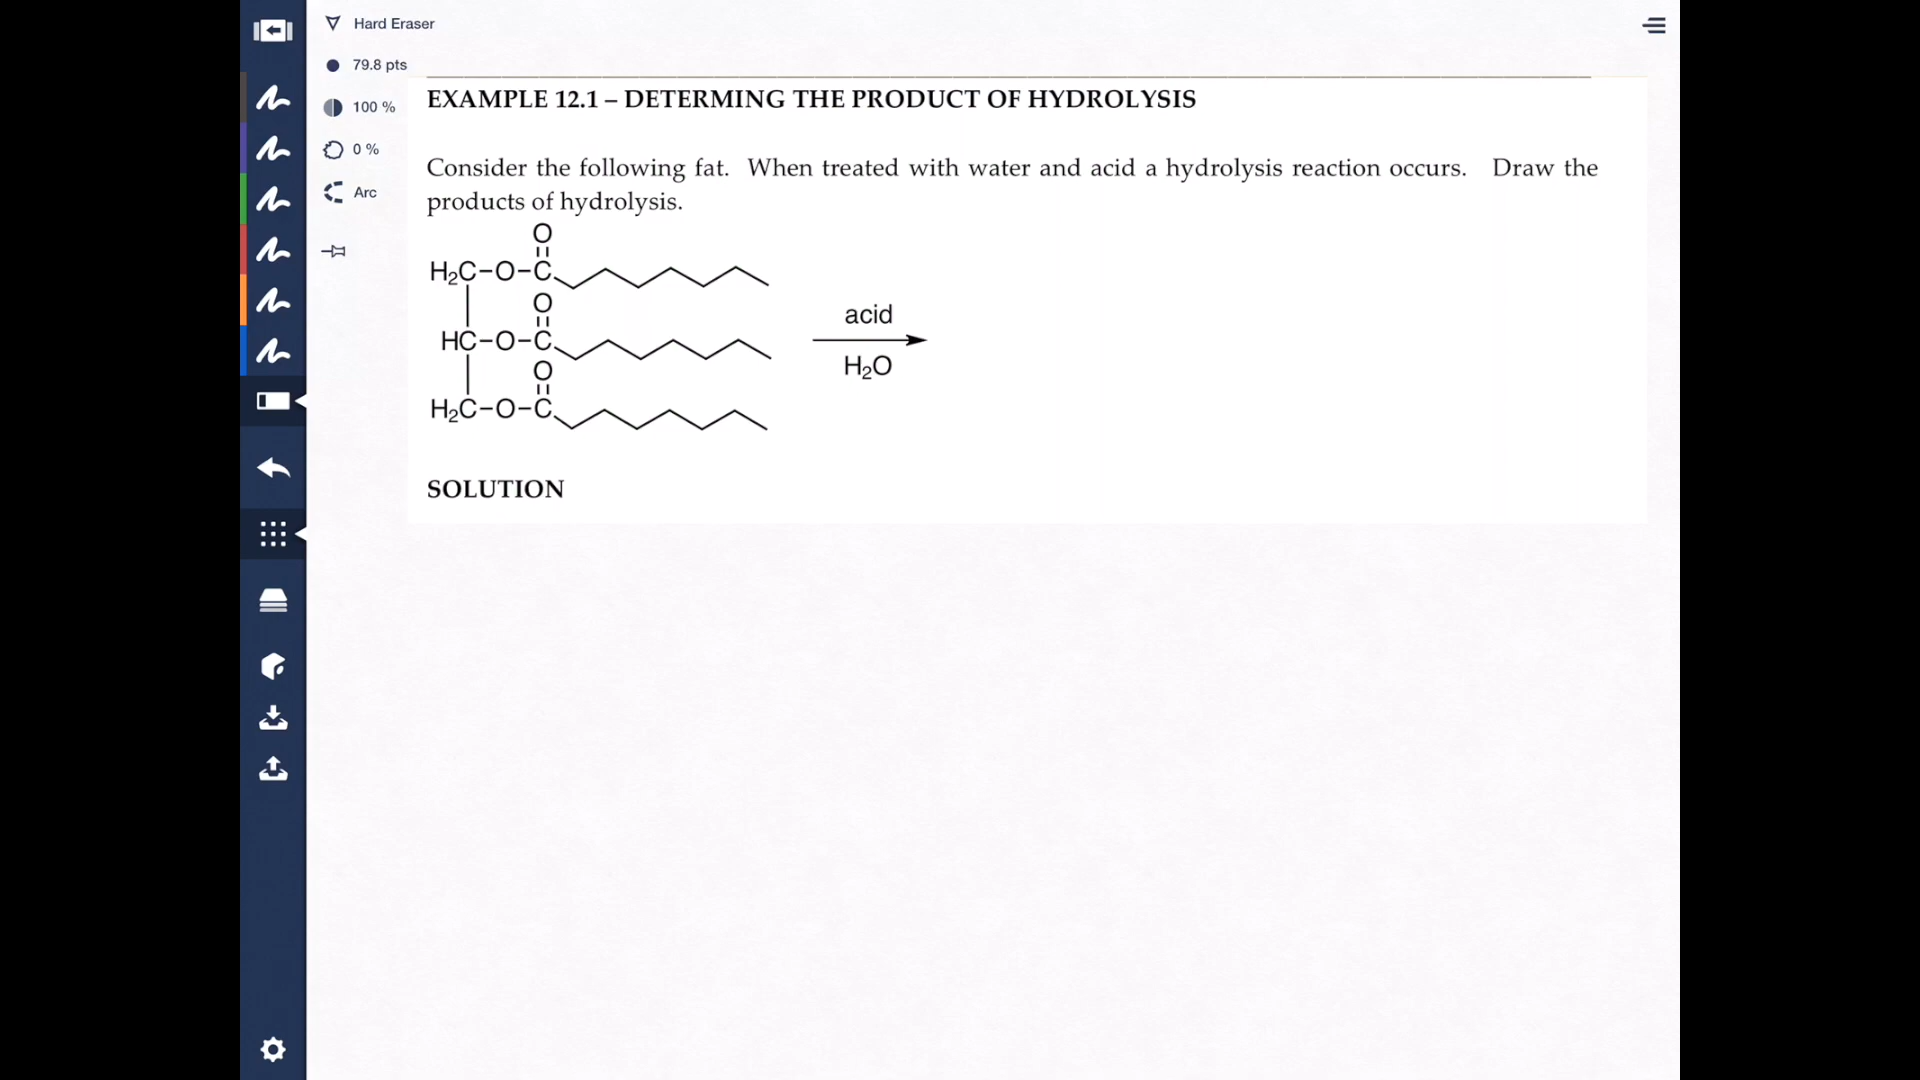 Hard Eraser
79.8 pts
100 %
0 %
Arc
EXAMPLE 12.1 – DETERMING THE PRODUCT OF HYDROLYSIS
Consider the following fat. When treated with water and acid a hydrolysis reaction occurs. Draw the
products of hydrolysis.
O
H₂C-O-C
O
HC-O-C
O
H₂C-O-C
acid
H₂O
SOLUTION